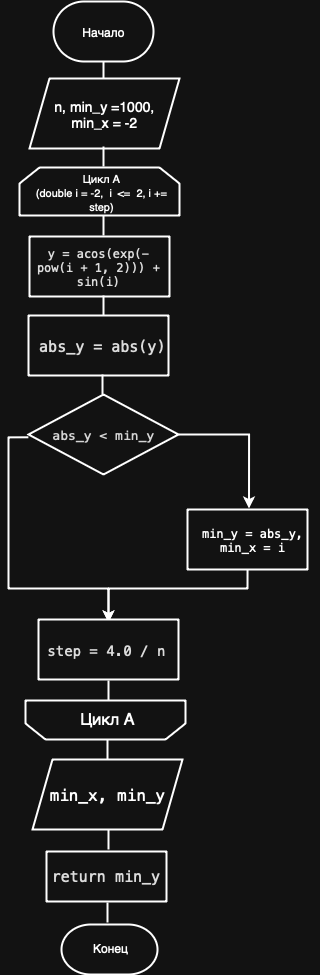 Начало
n, min_y =1000,
min_x = -2
Цикл А
(double i = -2,  i  <=  2, i +=
step)
y = acos(exp(−
pow(i + 1, 2))) +
sin(i)
abs_y = abs(y)
abs_y < min_y
min_y = abs_y,
min_x = i
step = 4.0 / n
Цикл А
min_x, min_y
return min_y
Конец